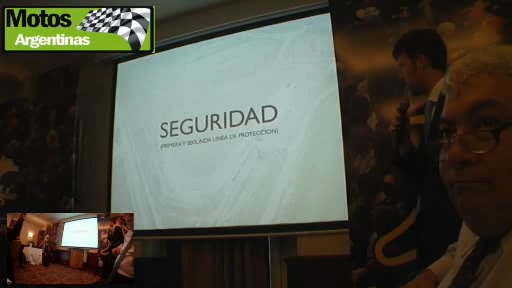 Motos
Argentinas
SEGURIDAD
(PRIMERA Y SEGUNDA LINEA DE PROTECCION)